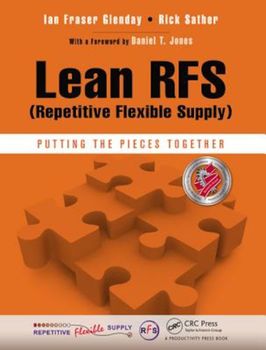 Ian Fraser Glenday • Rick Sather
With a Foreword by Daniel T. Jones
Lean RFS
(Repetitive Flexible Supply)
PUTTING THE PIECES TOGETHER
REPETITIVE Flexible SUPPLY
RFS
CRC Press
Taylor & Francis Group
A PRODUCTIVITY PRESS BOOK